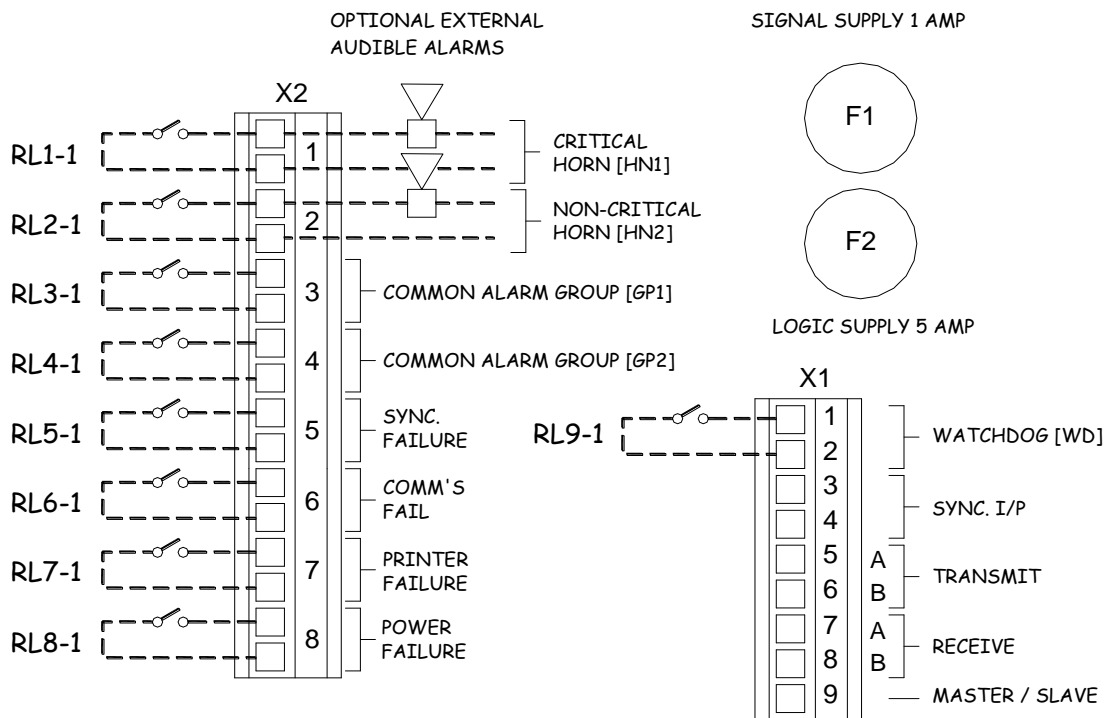 OPTIONAL EXTERNAL
AUDIBLE ALARMS
SIGNAL SUPPLY 1 AMP
X2
F1
RL1-1
1
CRITICAL
HORN [HN1]
RL2-1
2
NON-CRITICAL
HORN [HN2]
F2
RL3-1
3
COMMON ALARM GROUP [GP1]
LOGIC SUPPLY 5 AMP
RL4-1
4
COMMON ALARM GROUP [GP2]
X1
RL5-1
5
SYNC.
FAILURE
RL6-1
6
COMM'S
FAIL
RL7-1
7
PRINTER
FAILURE
RL8-1
8
POWER
FAILURE
RL9-1
1
2
WATCHDOG [WD]
3
4
SYNC. I/P
5 A
6 B
TRANSMIT
7 A
8 B
RECEIVE
9 MASTER / SLAVE